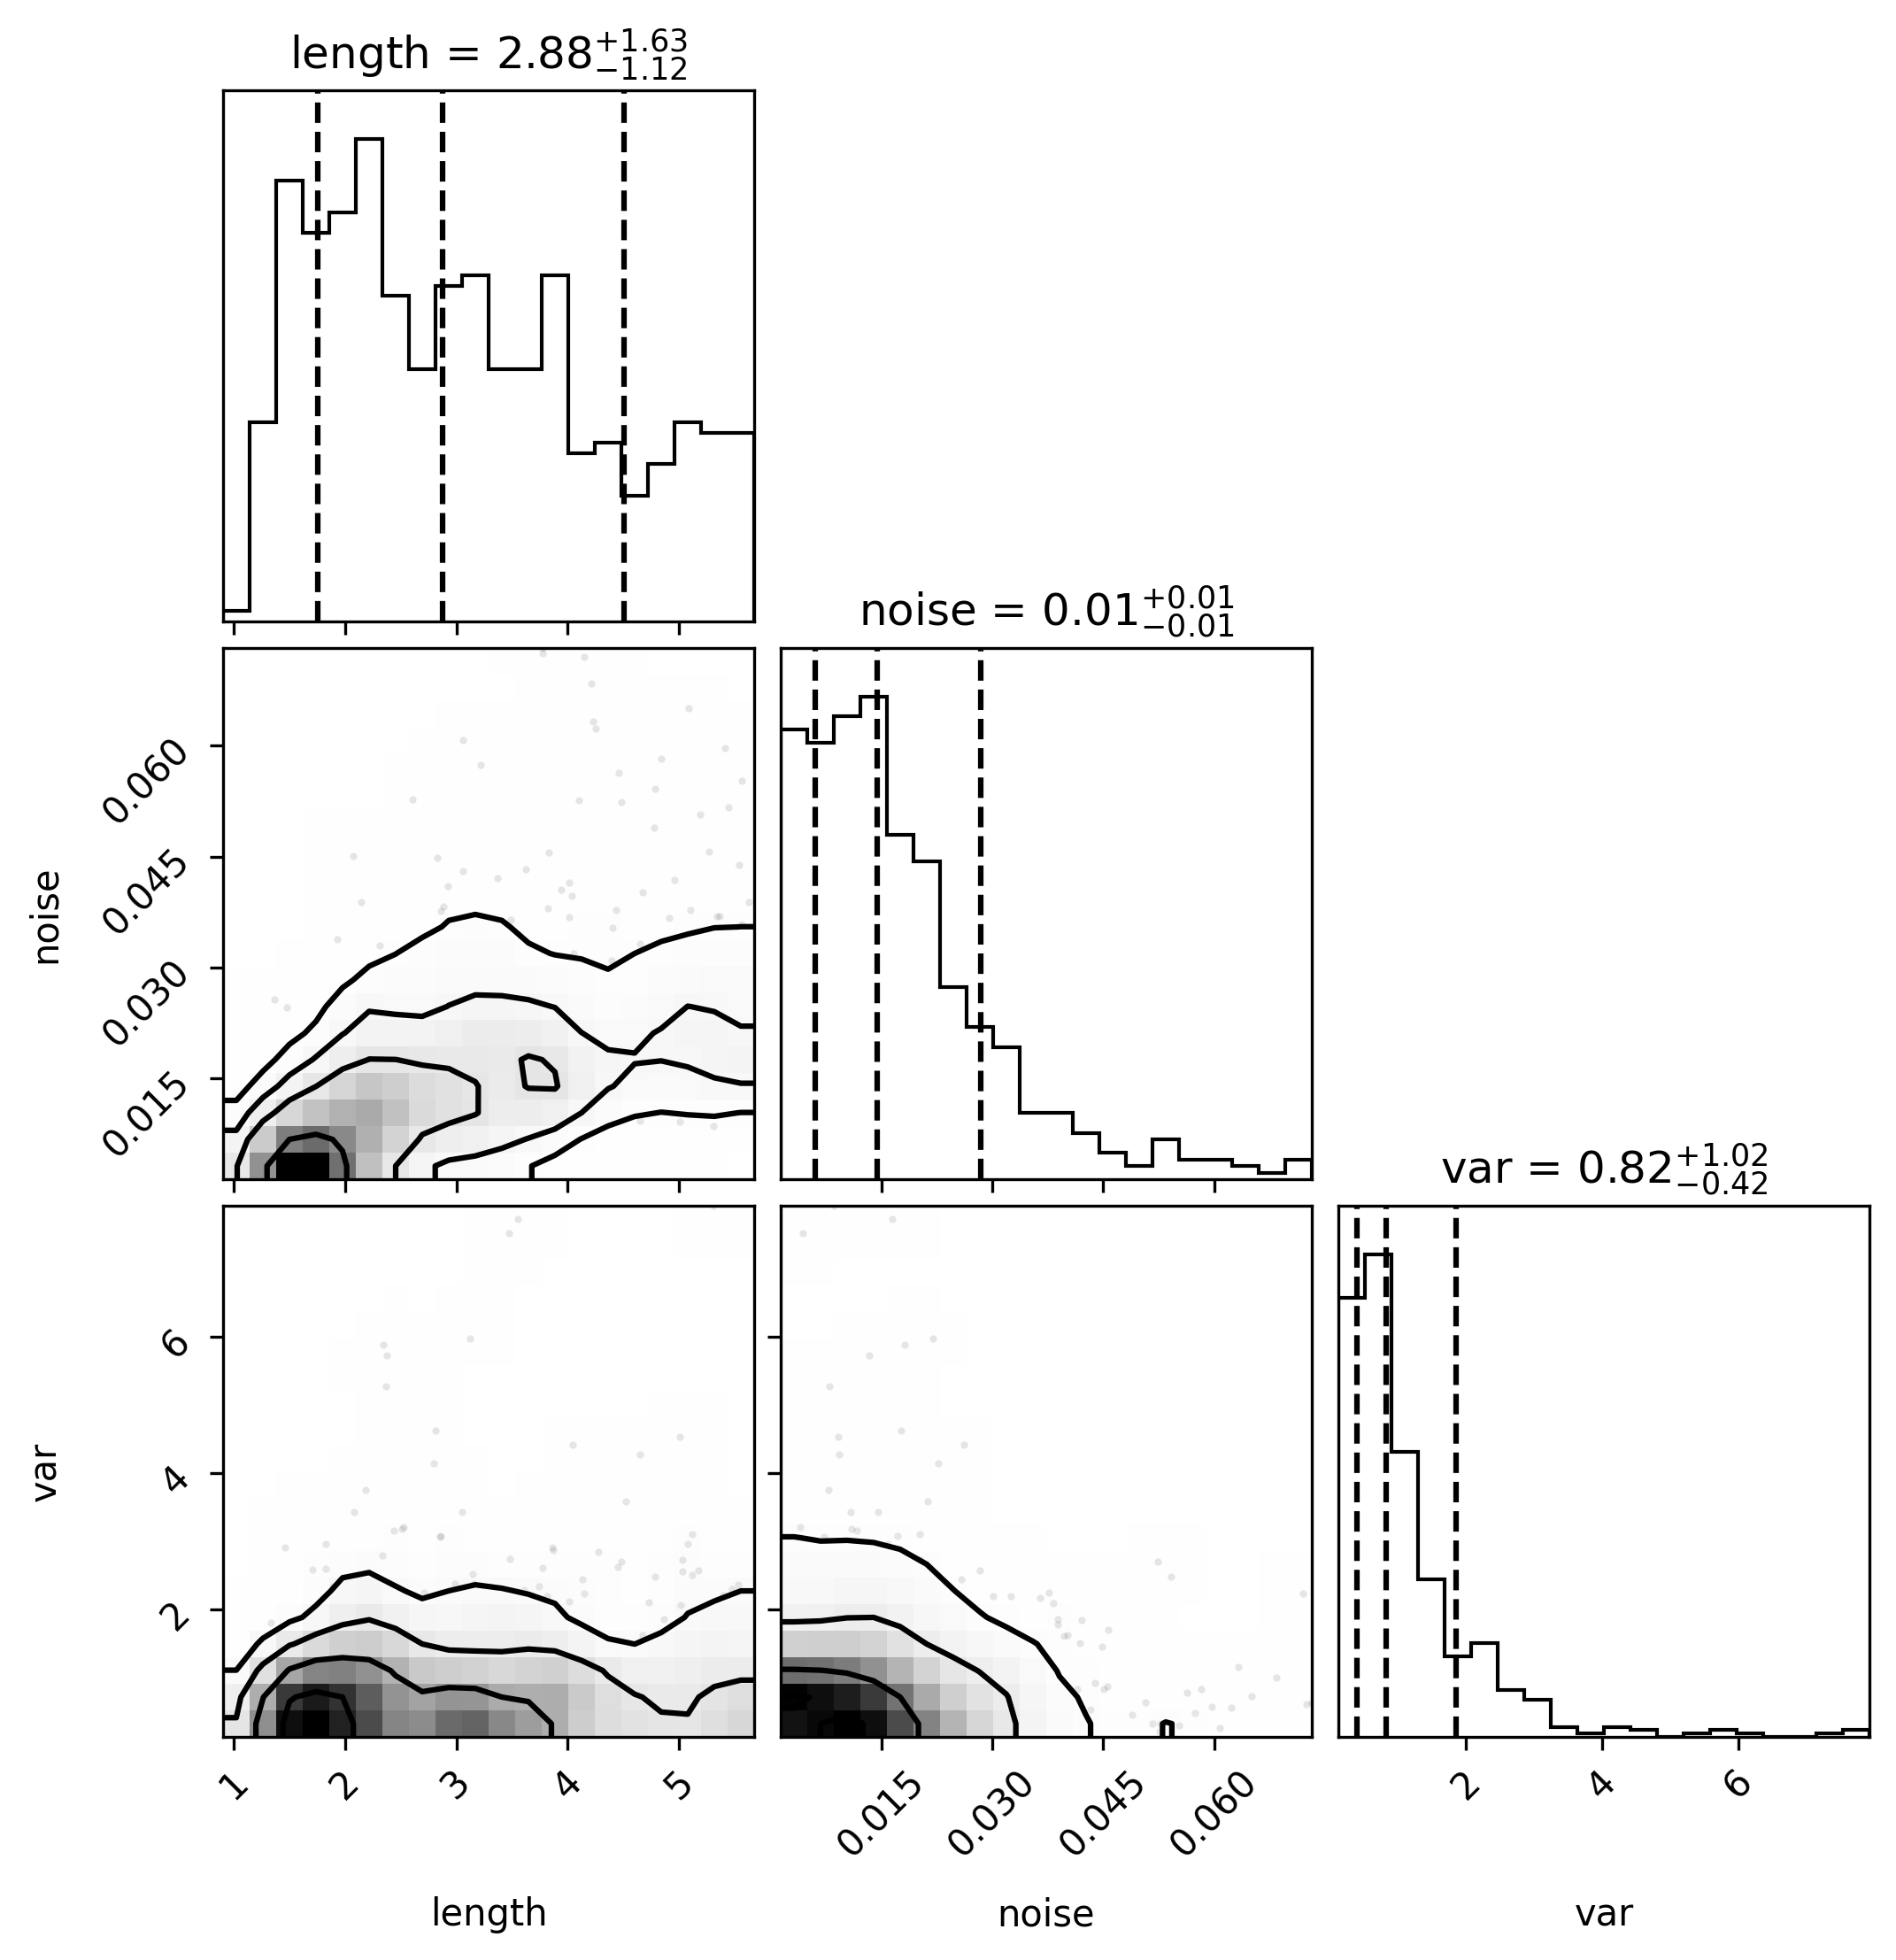 length = 2.88 +1.63 −1.12
noise = 0.01 +0.01 −0.01
0.060
0.045
0.030
0.015
noise
var = 0.82 +1.02 −0.42
6
4
2
var
1 2 3 4 5
0.015 0.030 0.045 0.060
2 4 6
length noise var